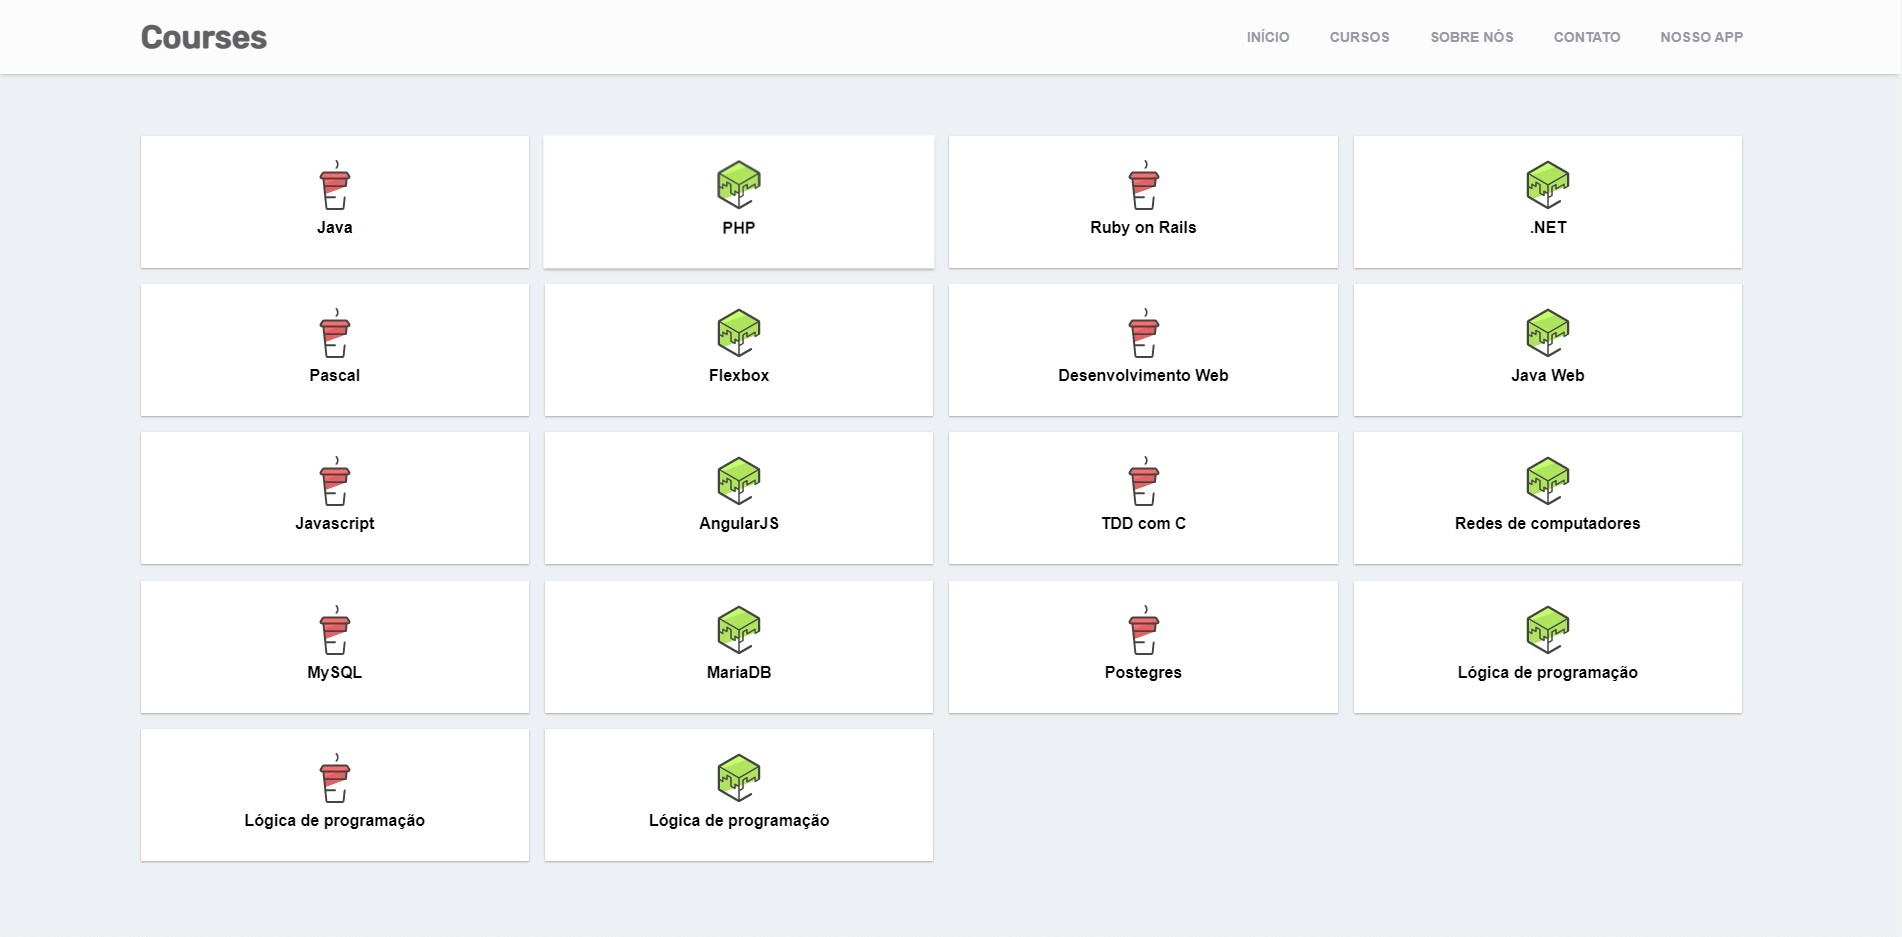 Courses
INÍCIO
CURSOS
SOBRE NÓS
CONTATO
NOSSO APP
Java
PHP
Ruby on Rails
.NET
Pascal
Flexbox
Desenvolvimento Web
Java Web
Javascript
AngularJS
TDD com C
Redes de computadores
MySQL
MariaDB
Postegres
Lógica de programação
Lógica de programação
Lógica de programação